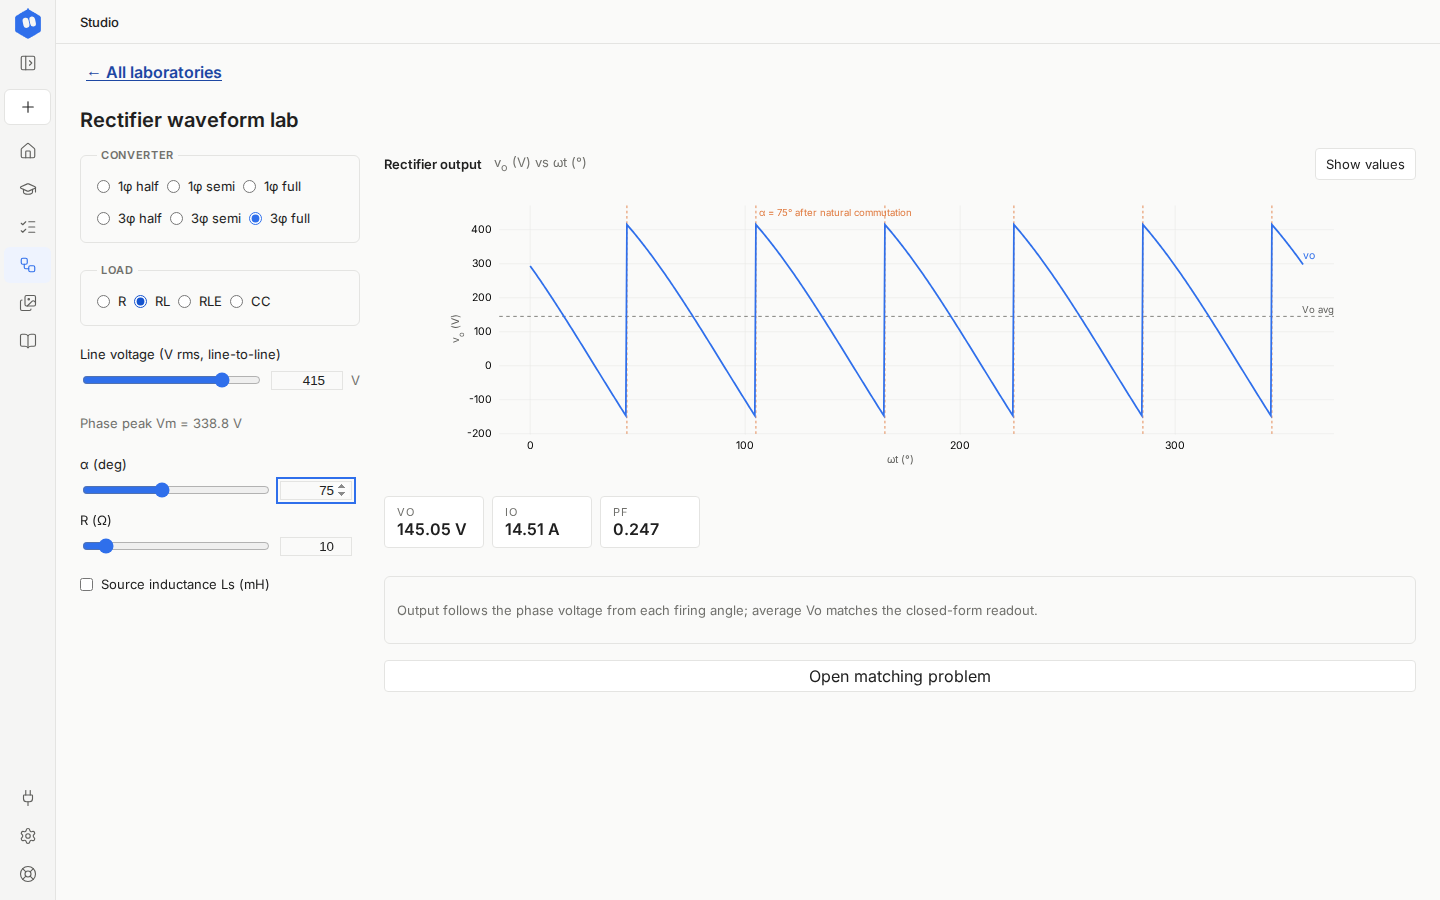 Studio
← All laboratories
Rectifier waveform lab
CONVERTER
1φ half 1φ semi 1φ full
3φ half 3φ semi 3φ full
LOAD
R RL RLE CC
Line voltage (V rms, line-to-line)
415 V
Phase peak Vm = 338.8 V
α (deg)
75
R (Ω)
10
Source inductance Ls (mH)
Rectifier output vo (V) vs ωt (°)
Show values
α = 75° after natural commutation
400
300
200
100
0
-100
-200
vo (V)
vo
Vo avg
0 100 200 300
ωt (°)
VO
145.05 V
IO
14.51 A
PF
0.247
Output follows the phase voltage from each firing angle; average Vo matches the closed-form readout.
Open matching problem